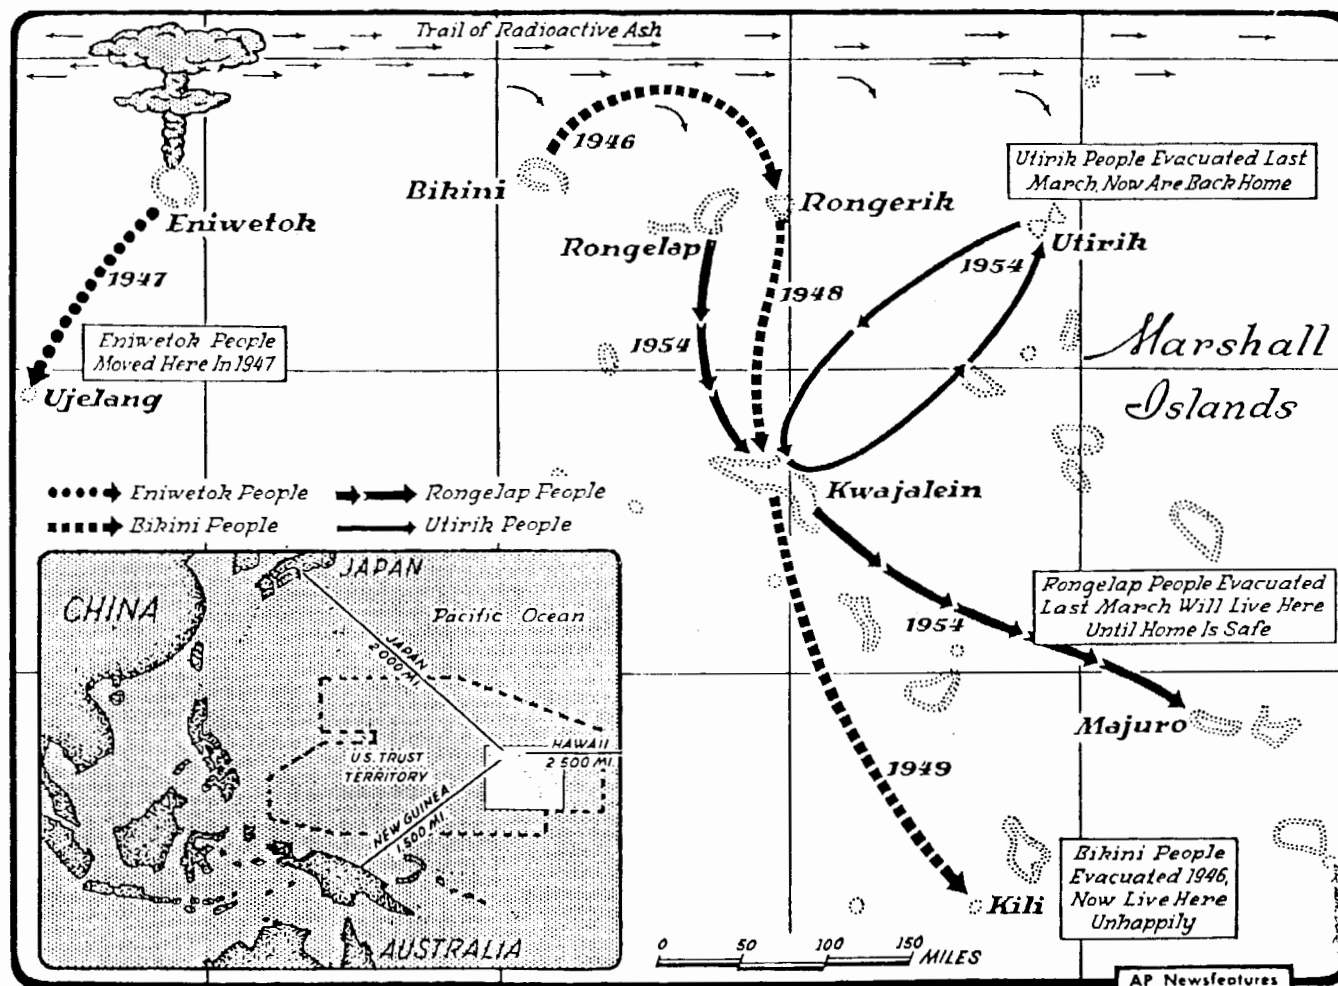 Trail of Radioactive Ash
1946
Bikini
Rongerik
Utirik People Evacuated Last
March, Now Are Back Home
Eniwetok
Rongelap
Utirik
1947
1948
1954
1954
Eniwetok People
Moved Here In 1947
Marshall
Islands
Ujelang
Eniwetok People
Rongelap People
Bikini People
Utirik People
Kwajalein
CHINA
JAPAN
Pacific Ocean
JAPAN
2000 MI.
U.S. TRUST
TERRITORY
HAWAII
2500 MI.
NEW GUINEA
1,500 MI.
AUSTRALIA
Rongelap People Evacuated
Last March Will Live Here
Until Home Is Safe
1954
Majuro
1949
Bikini People
Evacuated 1946,
Now Live Here
Unhappily
Kili
0 50 100 150
MILES
AP Newsfeatures